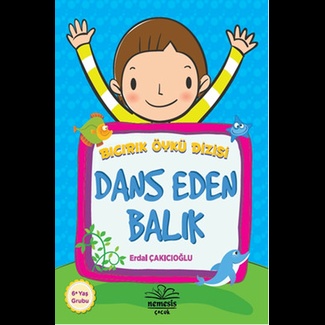 BICIRIK ÖYKÜ DİZİSİ
DANS EDEN
BALIK
Erdal ÇAKICIOĞLU
6+ Yaş
Grubu
nemesis
çocuk